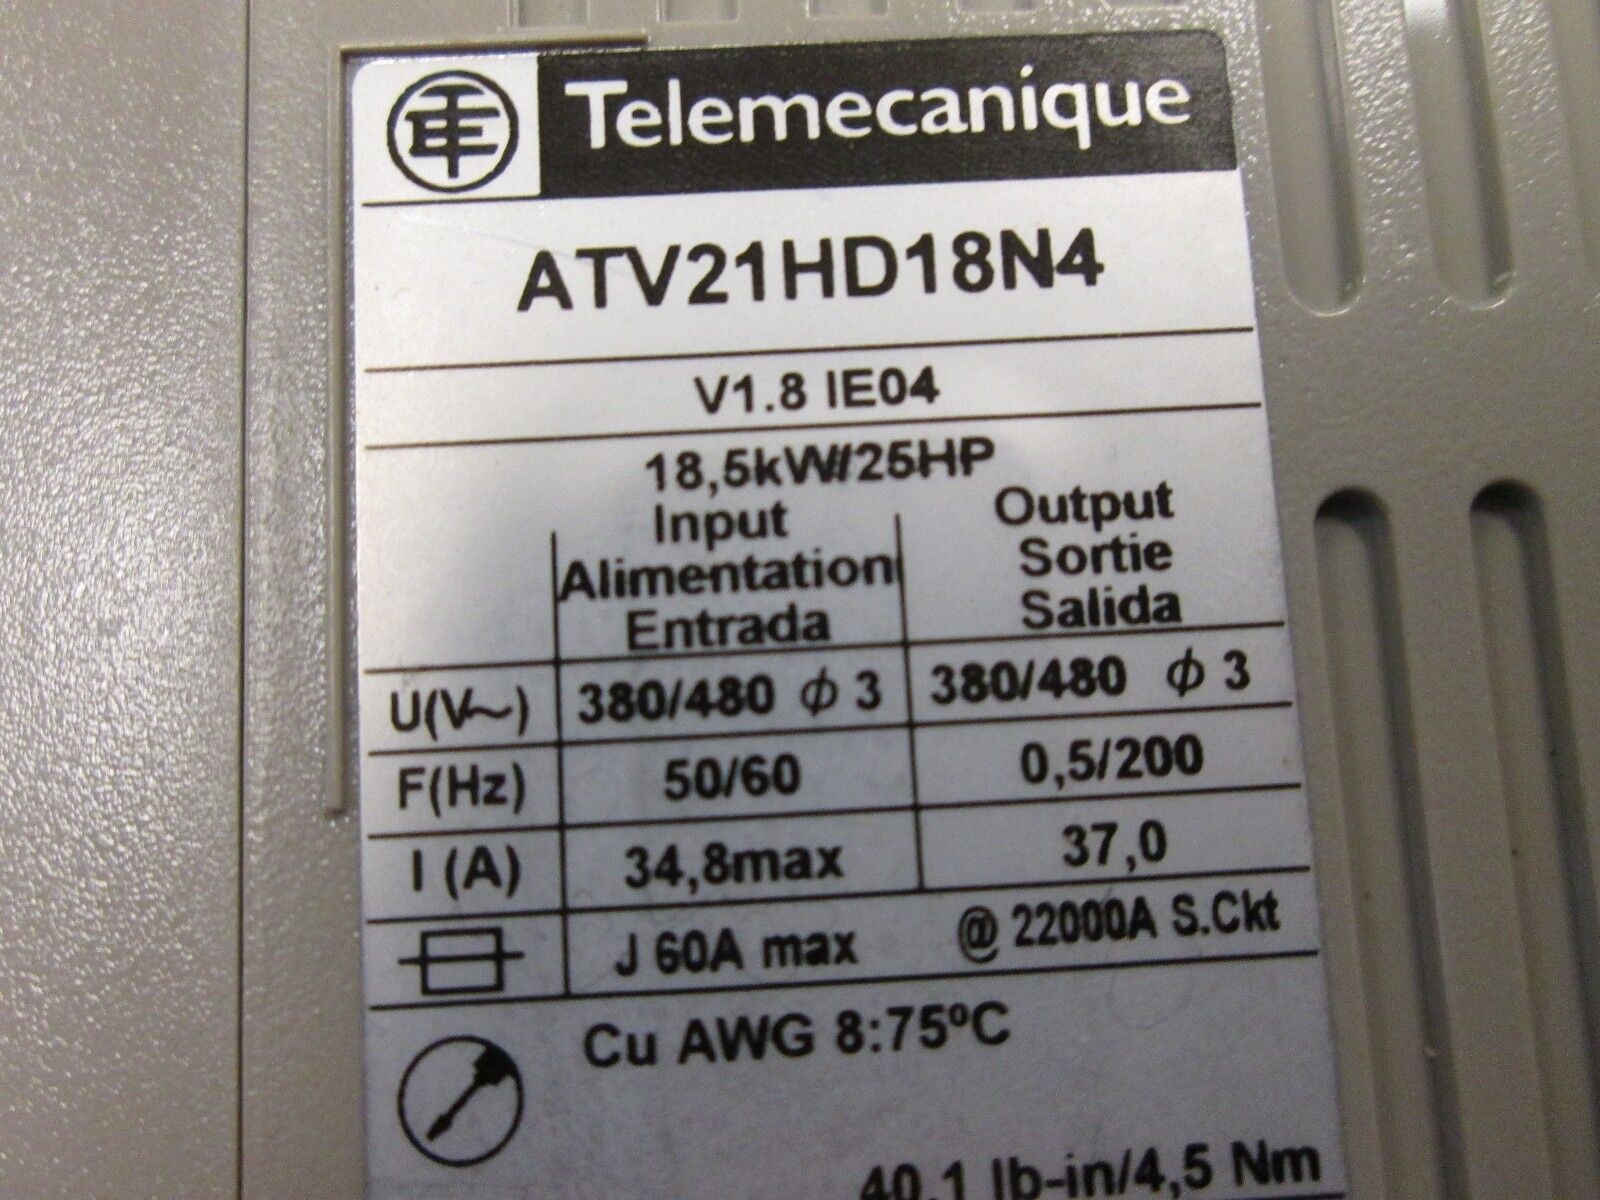 TE Telemecanique
ATV21HD18N4
V1.8 IE04
18,5kW/25HP
Input Output
Alimentation Sortie
Entrada Salida
U(V~) 380/480 ϕ 3 380/480 ϕ 3
F(Hz) 50/60 0,5/200
I (A) 34,8max 37,0
J 60A max @ 22000A S.Ckt
Cu AWG 8:75ºC
40.1 lb-in/4,5 Nm